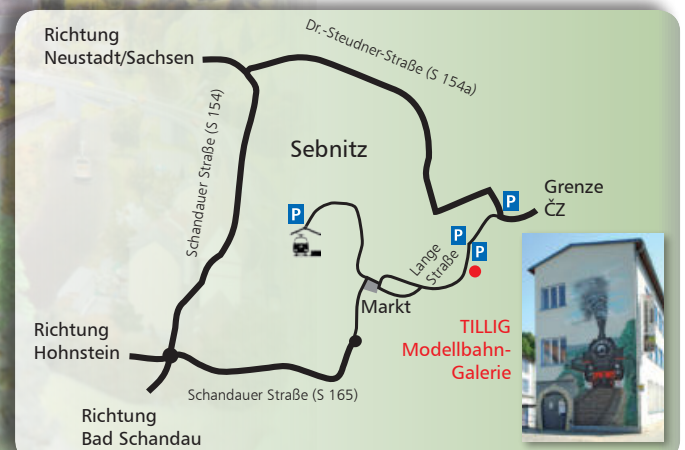 Richtung
Neustadt/Sachsen
Dr.-Steudner-Straße (S 154a)
Schandauer Straße (S 154)
Sebnitz
Grenze
ČZ
P
P
P
P
Lange
Straße
Markt
TILLIG
Modellbahn-
Galerie
Richtung
Hohnstein
Schandauer Straße (S 165)
Richtung
Bad Schandau